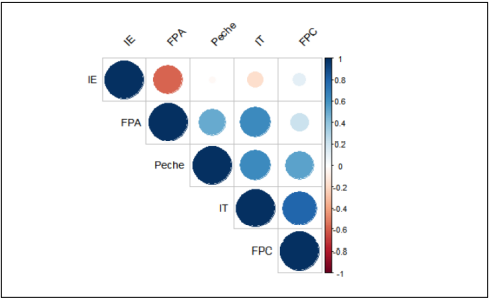 IE FPA Peche IT FPC
IE
FPA
Peche
IT
FPC
1
0.8
0.6
0.4
0.2
0
-0.2
-0.4
-0.6
-0.8
-1